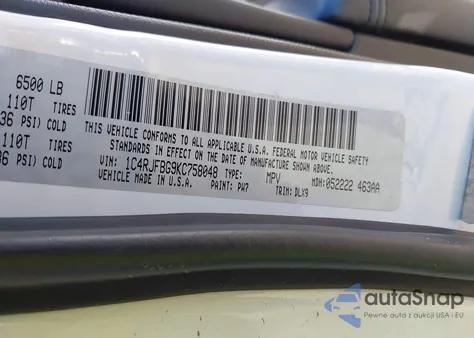 6500 LB
110T TIRES
36 PSI) COLD
110T TIRES
36 PSI) COLD
THIS VEHICLE CONFORMS TO ALL APPLICABLE U.S.A. FEDERAL MOTOR VEHICLE SAFETY
STANDARDS IN EFFECT ON THE DATE OF MANUFACTURE SHOWN ABOVE.
VIN: 1C4RJFBG9KC758048 TYPE: MPV MDH: 052222 463AA
VEHICLE MADE IN U.S.A. PAINT: PW7 TRIM: DLX9
autaSnap
Pewne auta z aukcji USA i EU